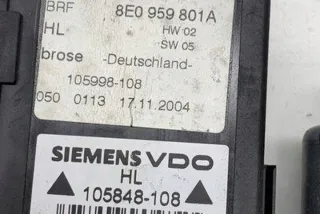 BRF 8E0 959 801A
HL HW 02
SW 05
brose -Deutschland-
105998-108
050 0113 17.11.2004
SIEMENS VDO
HL
105848-108